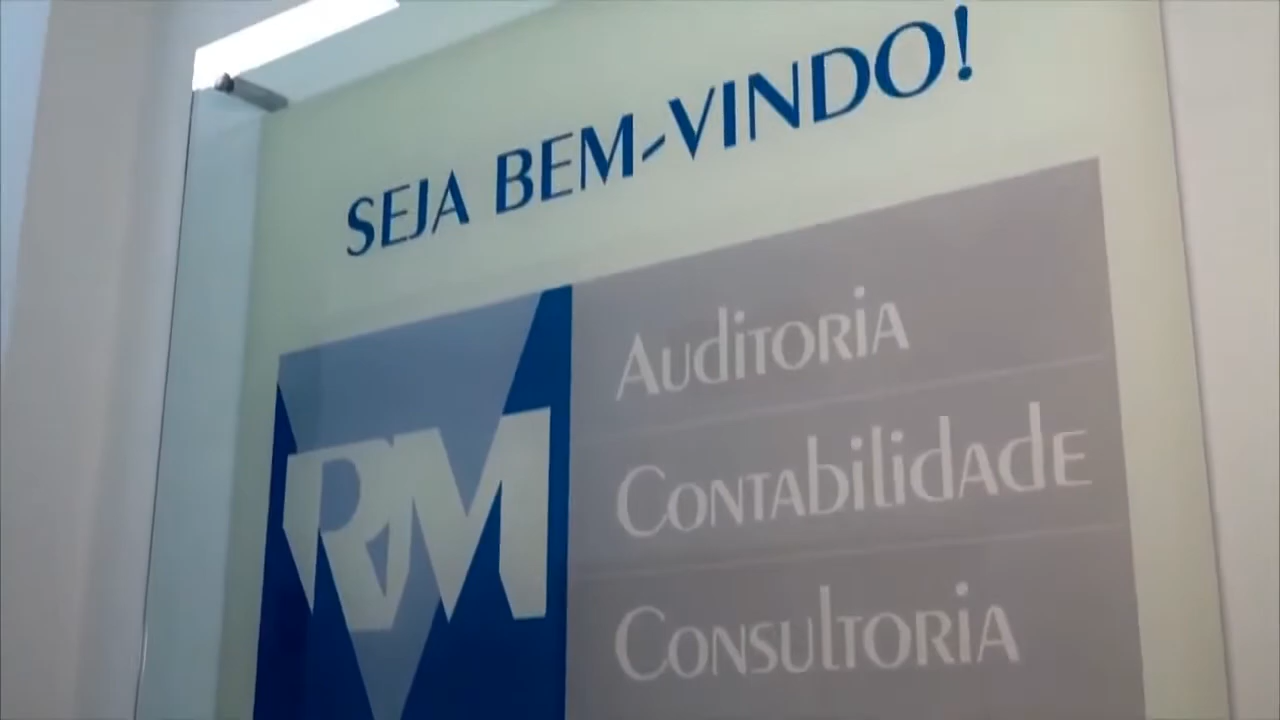 SEJA BEM-VINDO!
RM
Auditoria
Contabilidade
Consultoria